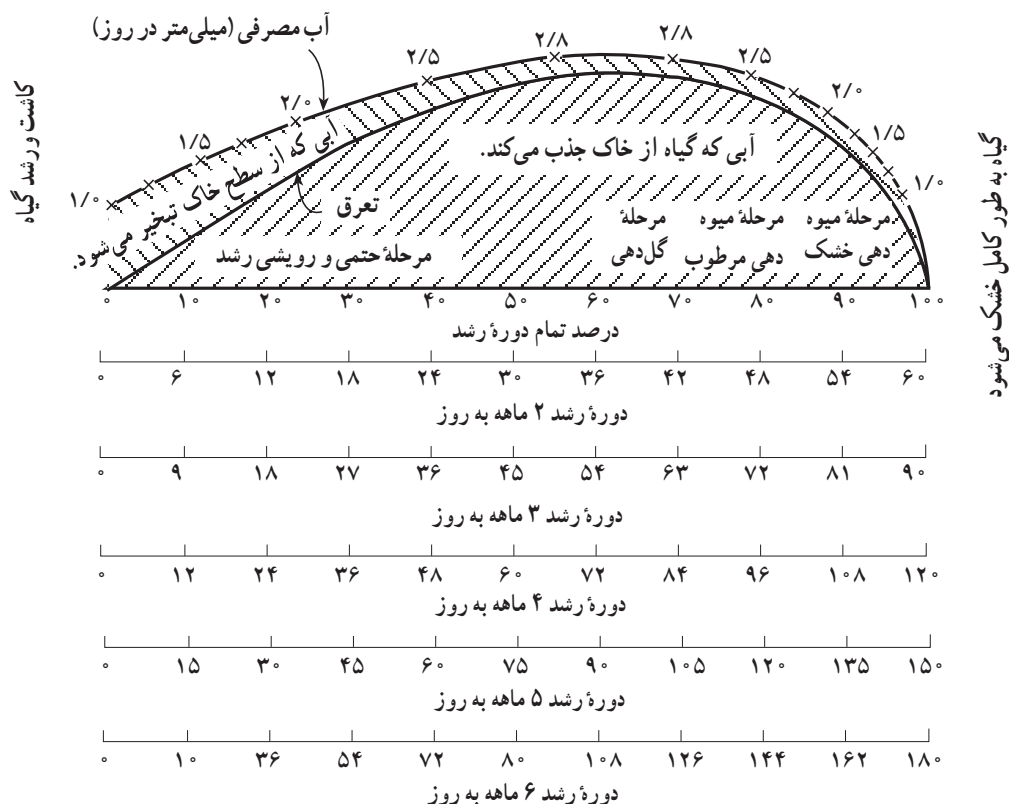 آب مصرفی (میلی‌متر در روز)
کاشت و رشد گیاه
گیاه به طور کامل خشک می‌شود
۱/۰ ۱/۵ ۲/۰ ۲/۵ ۲/۸ ۲/۸ ۲/۵ ۲/۰ ۱/۵ ۱/۰
آبی که از سطح خاک تبخیر می‌شود.
آبی که گیاه از خاک جذب می‌کند.
تعرق
مرحلهٔ حتمی و رویشی رشد
مرحلهٔ
گل‌دهی
مرحلهٔ میوه
دهی مرطوب
مرحلهٔ میوه
دهی خشک
۰ ۱۰ ۲۰ ۳۰ ۴۰ ۵۰ ۶۰ ۷۰ ۸۰ ۹۰ ۱۰۰
درصد تمام دورهٔ رشد
۰ ۶ ۱۲ ۱۸ ۲۴ ۳۰ ۳۶ ۴۲ ۴۸ ۵۴ ۶۰
دورهٔ رشد ۲ ماهه به روز
۰ ۹ ۱۸ ۲۷ ۳۶ ۴۵ ۵۴ ۶۳ ۷۲ ۸۱ ۹۰
دورهٔ رشد ۳ ماهه به روز
۰ ۱۲ ۲۴ ۳۶ ۴۸ ۶۰ ۷۲ ۸۴ ۹۶ ۱۰۸ ۱۲۰
دورهٔ رشد ۴ ماهه به روز
۰ ۱۵ ۳۰ ۴۵ ۶۰ ۷۵ ۹۰ ۱۰۵ ۱۲۰ ۱۳۵ ۱۵۰
دورهٔ رشد ۵ ماهه به روز
۰ ۱۰ ۳۶ ۵۴ ۷۲ ۸۰ ۱۰۸ ۱۲۶ ۱۴۴ ۱۶۲ ۱۸۰
دورهٔ رشد ۶ ماهه به روز